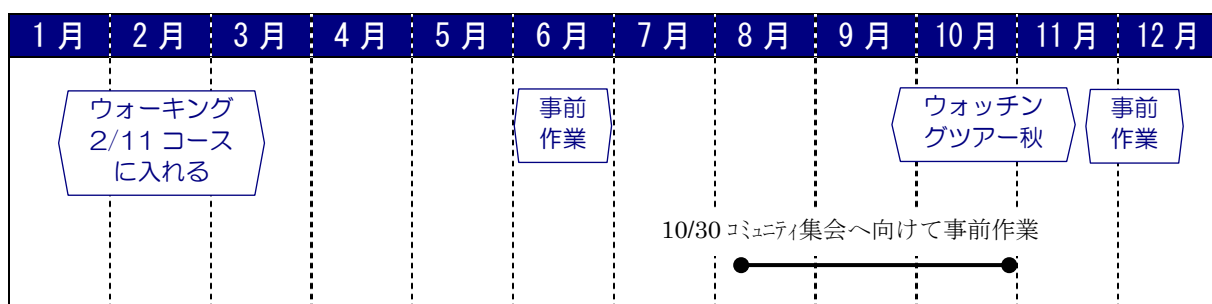 1月 2月 3月 4月 5月 6月 7月 8月 9月 10月 11月 12月
ウォーキング
2/11 コース
に入れる
事前
作業
ウォッチン
グツアー秋
事前
作業
10/30 ｺﾐｭﾆﾃｨ集会へ向けて事前作業